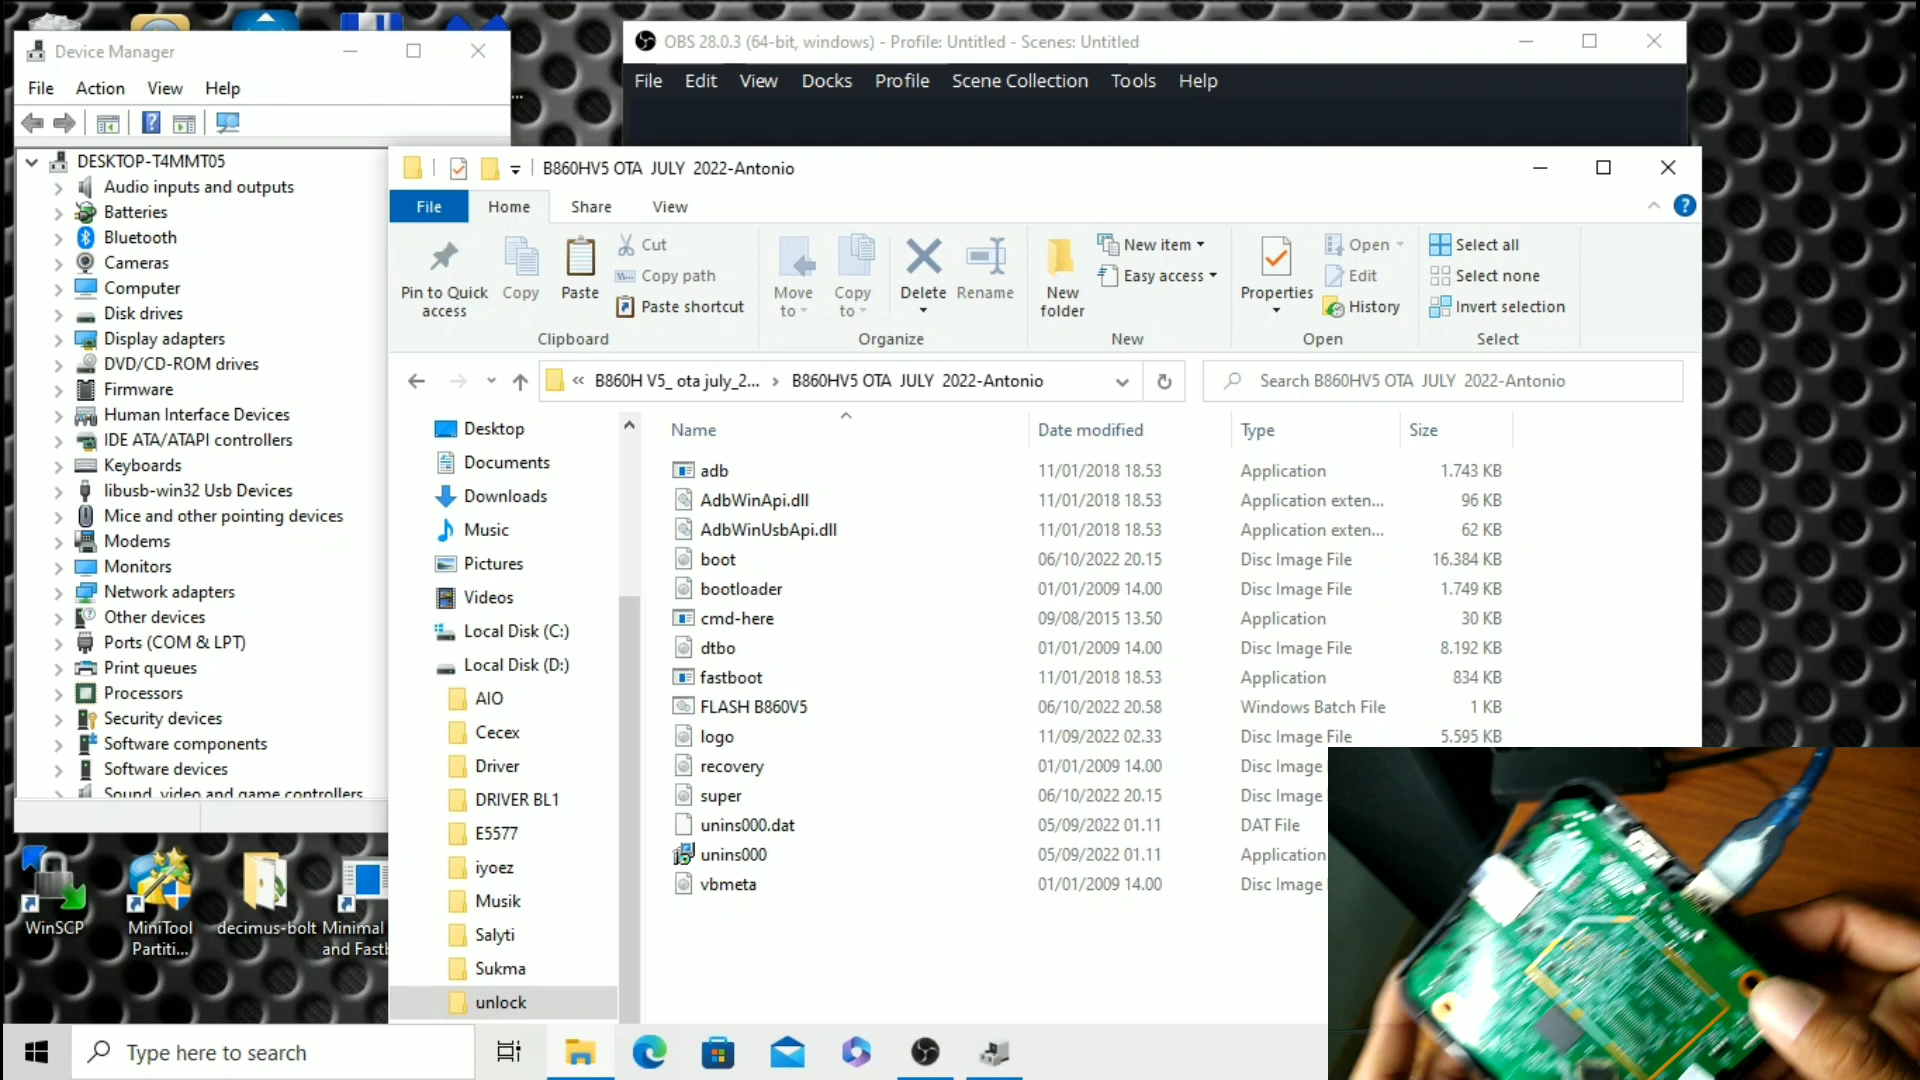 Device Manager
File Action View Help
DESKTOP-T4MMT05
Audio inputs and outputs
Batteries
Bluetooth
Cameras
Computer
Disk drives
Display adapters
DVD/CD-ROM drives
Firmware
Human Interface Devices
IDE ATA/ATAPI controllers
Keyboards
libusb-win32 Usb Devices
Mice and other pointing devices
Modems
Monitors
Network adapters
Other devices
Ports (COM & LPT)
Print queues
Processors
Security devices
Software components
Software devices
Sound, video and game controllers
OBS 28.0.3 (64-bit, windows) - Profile: Untitled - Scenes: Untitled
File Edit View Docks Profile Scene Collection Tools Help
B860HV5 OTA JULY 2022-Antonio
File Home Share View
Pin to Quick access
Copy
Paste
Cut
Copy path
Paste shortcut
Clipboard
Move to
Copy to
Delete
Rename
Organize
New folder
New item
Easy access
New
Properties
Open
Edit
History
Open
Select all
Select none
Invert selection
Select
« B860H V5_ ota july_2... › B860HV5 OTA JULY 2022-Antonio
Search B860HV5 OTA JULY 2022-Antonio
Desktop
Documents
Downloads
Music
Pictures
Videos
Local Disk (C:)
Local Disk (D:)
AIO
Cecex
Driver
DRIVER BL1
E5577
iyoez
Musik
Salyti
Sukma
unlock
Name Date modified Type Size
adb 11/01/2018 18.53 Application 1.743 KB
AdbWinApi.dll 11/01/2018 18.53 Application exten... 96 KB
AdbWinUsbApi.dll 11/01/2018 18.53 Application exten... 62 KB
boot 06/10/2022 20.15 Disc Image File 16.384 KB
bootloader 01/01/2009 14.00 Disc Image File 1.749 KB
cmd-here 09/08/2015 13.50 Application 30 KB
dtbo 01/01/2009 14.00 Disc Image File 8.192 KB
fastboot 11/01/2018 18.53 Application 834 KB
FLASH B860V5 06/10/2022 20.58 Windows Batch File 1 KB
logo 11/09/2022 02.33 Disc Image File 5.595 KB
recovery 01/01/2009 14.00 Disc Image
super 06/10/2022 20.15 Disc Image
unins000.dat 05/09/2022 01.11 DAT File
unins000 05/09/2022 01.11 Application
vbmeta 01/01/2009 14.00 Disc Image
WinSCP
MiniTool Partiti...
decimus-bolt
Minimal and Fast
Type here to search